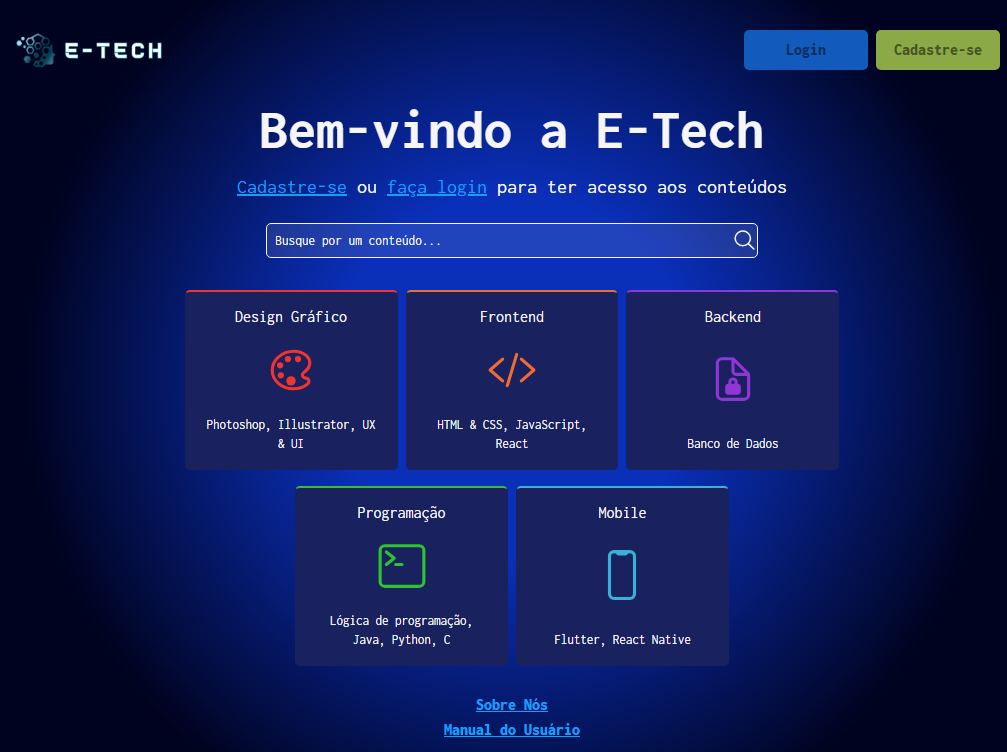 E-TECH
Login
Cadastre-se
Bem-vindo a E-Tech
Cadastre-se ou faça login para ter acesso aos conteúdos
Busque por um conteúdo...
Design Gráfico
Photoshop, Illustrator, UX
& UI
Frontend
HTML & CSS, JavaScript,
React
Backend
Banco de Dados
Programação
Lógica de programação,
Java, Python, C
Mobile
Flutter, React Native
Sobre Nós
Manual do Usuário